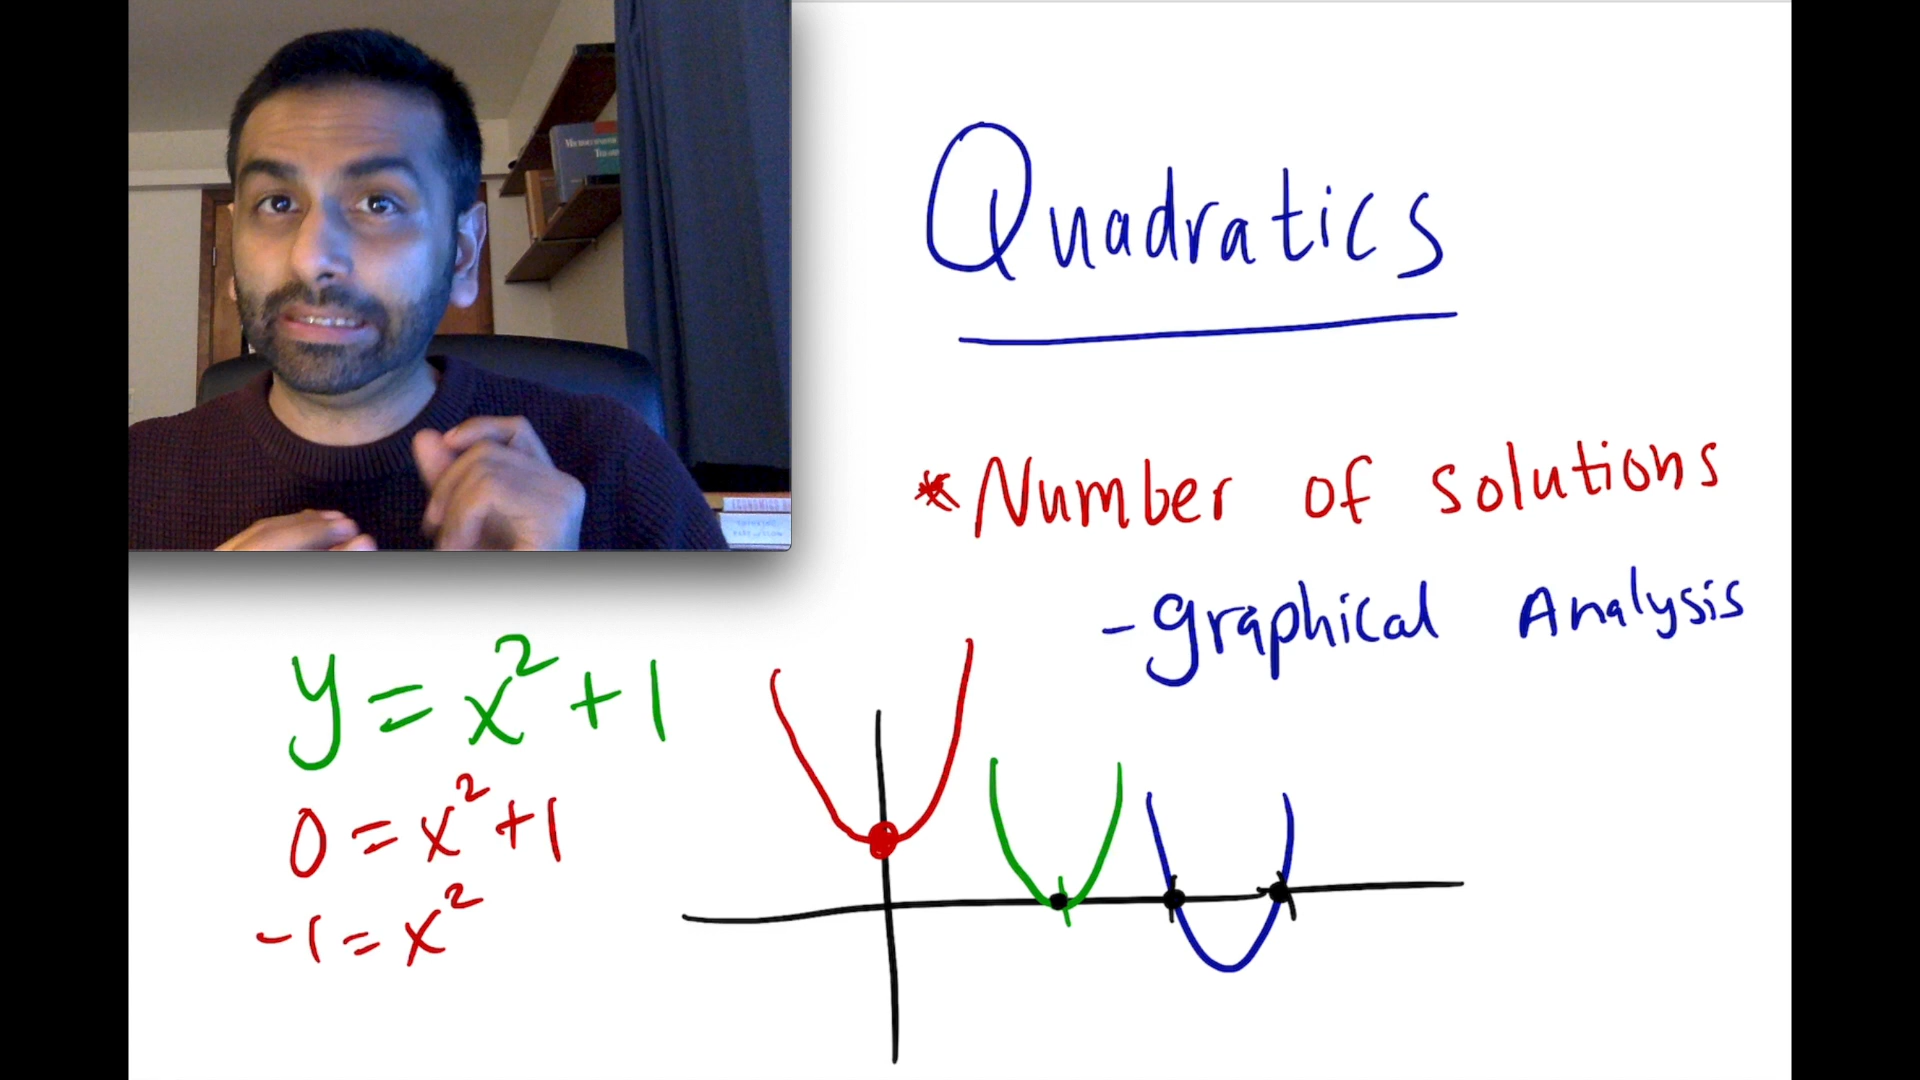 Quadratics
* Number of solutions
- graphical Analysis
y = x² + 1
0 = x² + 1
-1 = x²